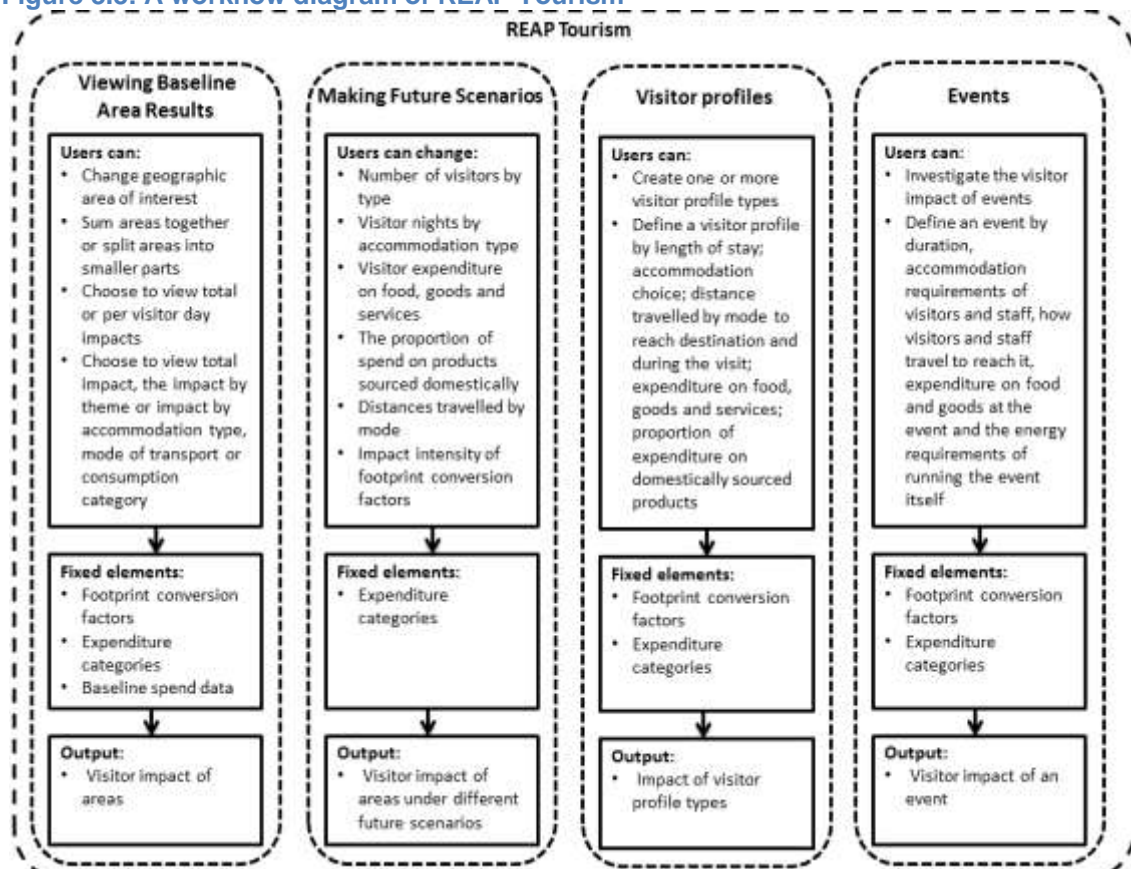 Figure 3.3: A workflow diagram of REAP Tourism
REAP Tourism
Viewing Baseline
Area Results
Users can:
• Change geographic
area of interest
• Sum areas together
or split areas into
smaller parts
• Choose to view total
or per visitor day
impacts
• Choose to view total
impact, the impact by
theme or impact by
accommodation type,
mode of transport or
consumption
category
Fixed elements:
• Footprint conversion
factors
• Expenditure
categories
• Baseline spend data
Output:
• Visitor impact of
areas
Making Future Scenarios
Users can change:
• Number of visitors by
type
• Visitor nights by
accommodation type
• Visitor expenditure
on food, goods and
services
• The proportion of
spend on products
sourced domestically
• Distances travelled by
mode
• Impact intensity of
footprint conversion
factors
Fixed elements:
• Expenditure
categories
Output:
• Visitor impact of
areas under different
future scenarios
Visitor profiles
Users can:
• Create one or more
visitor profile types
• Define a visitor profile
by length of stay;
accommodation
choice; distance
travelled by mode to
reach destination and
during the visit;
expenditure on food,
goods and services;
proportion of
expenditure on
domestically sourced
products
Fixed elements:
• Footprint conversion
factors
• Expenditure
categories
Output:
• Impact of visitor
profile types
Events
Users can:
• Investigate the visitor
impact of events
• Define an event by
duration,
accommodation
requirements of
visitors and staff, how
visitors and staff
travel to reach it,
expenditure on food
and goods at the
event and the energy
requirements of
running the event
itself
Fixed elements:
• Footprint conversion
factors
• Expenditure
categories
Output:
• Visitor impact of an
event